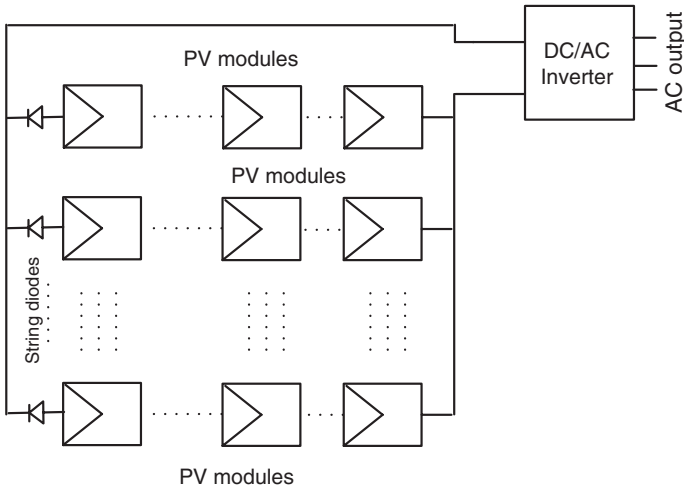 PV modules
DC/AC
Inverter
AC output
PV modules
String diodes
PV modules